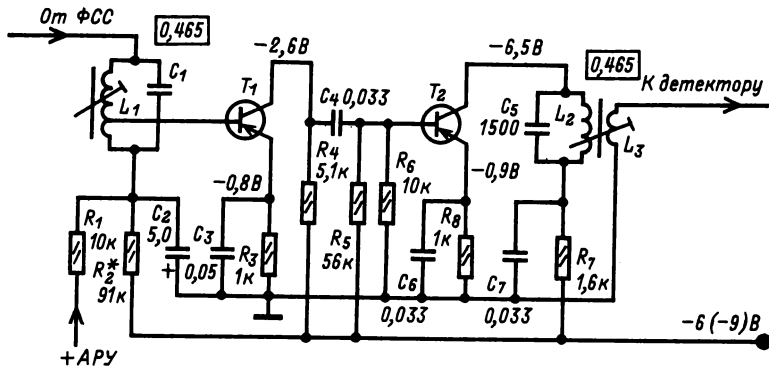 От ФСС
0,465
C1
L1
T1
−2,6В
C4 0,033
T2
−6,5В
0,465
К детектору
C5
1500
L2
L3
R4
5,1к
R6
10к
−0,8В
−0,9В
R1
10к
R2*
91к
C2
5,0
+
C3
0,05
R3
1к
R5
56к
R8
1к
C6
0,033
C7
0,033
R7
1,6к
−6(−9)В
+АРУ